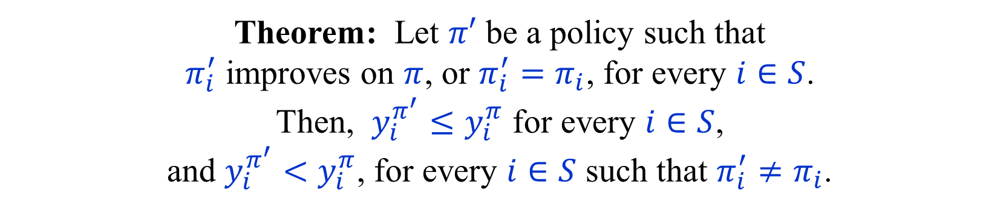 Theorem: Let π′ be a policy such that
π′ᵢ improves on π, or π′ᵢ = πᵢ, for every i ∈ S.
Then, yᵢ^π′ ≤ yᵢ^π for every i ∈ S,
and yᵢ^π′ < yᵢ^π, for every i ∈ S such that π′ᵢ ≠ πᵢ.